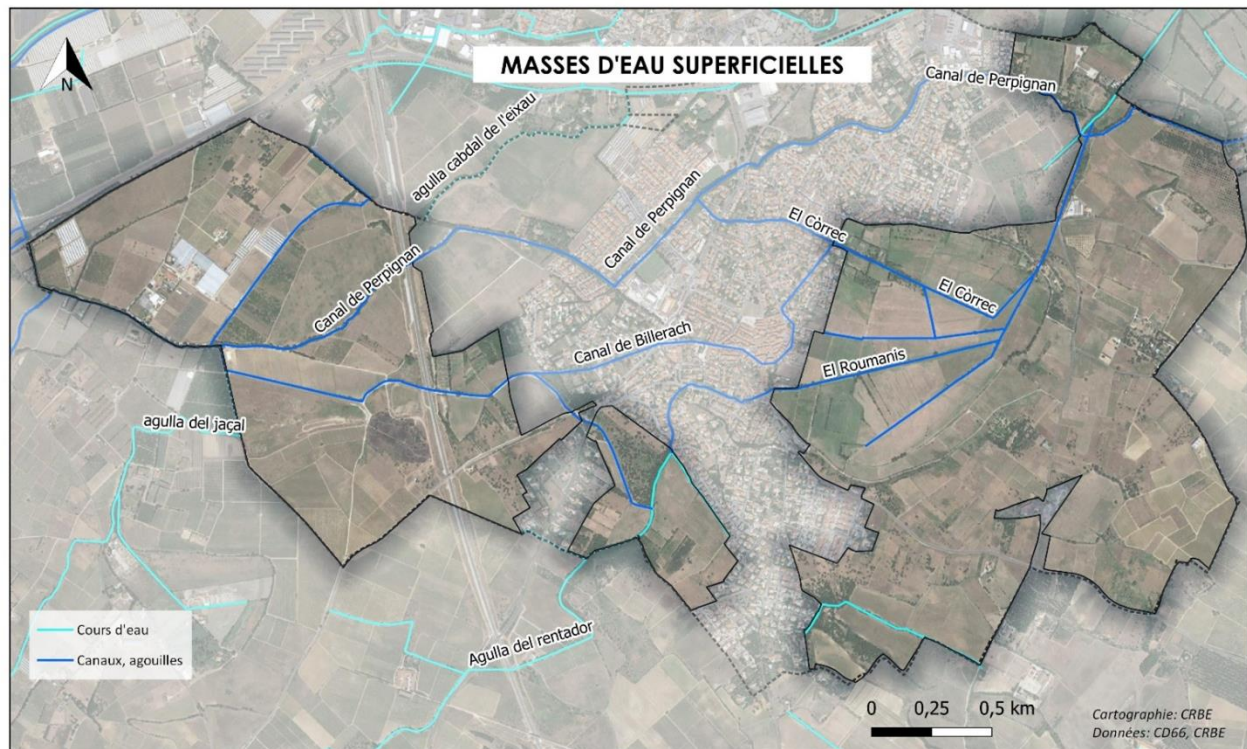 MASSES D'EAU SUPERFICIELLES
N
Canal de Perpignan
agulla cabdal de l'eixau
Canal de Perpignan
El Còrrec
Canal de Perpignan
El Còrrec
Canal de Billerach
El Roumanis
agulla del jaçal
Cours d'eau
Canaux, agouilles
Agulla del rentador
0 0,25 0,5 km
Cartographie: CRBE
Données: CD66, CRBE